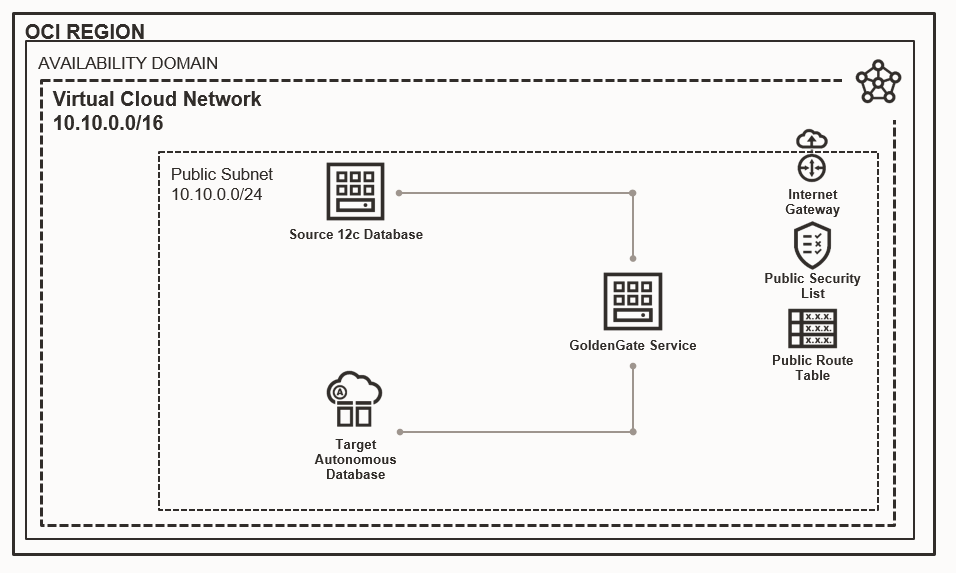 OCI REGION
AVAILABILITY DOMAIN
Virtual Cloud Network
10.10.0.0/16
Public Subnet
10.10.0.0/24
Source 12c Database
Internet
Gateway
Public Security
List
GoldenGate Service
A
x.x.x.
x.x.x.
x.x.x.
Public Route
Table
Target
Autonomous
Database